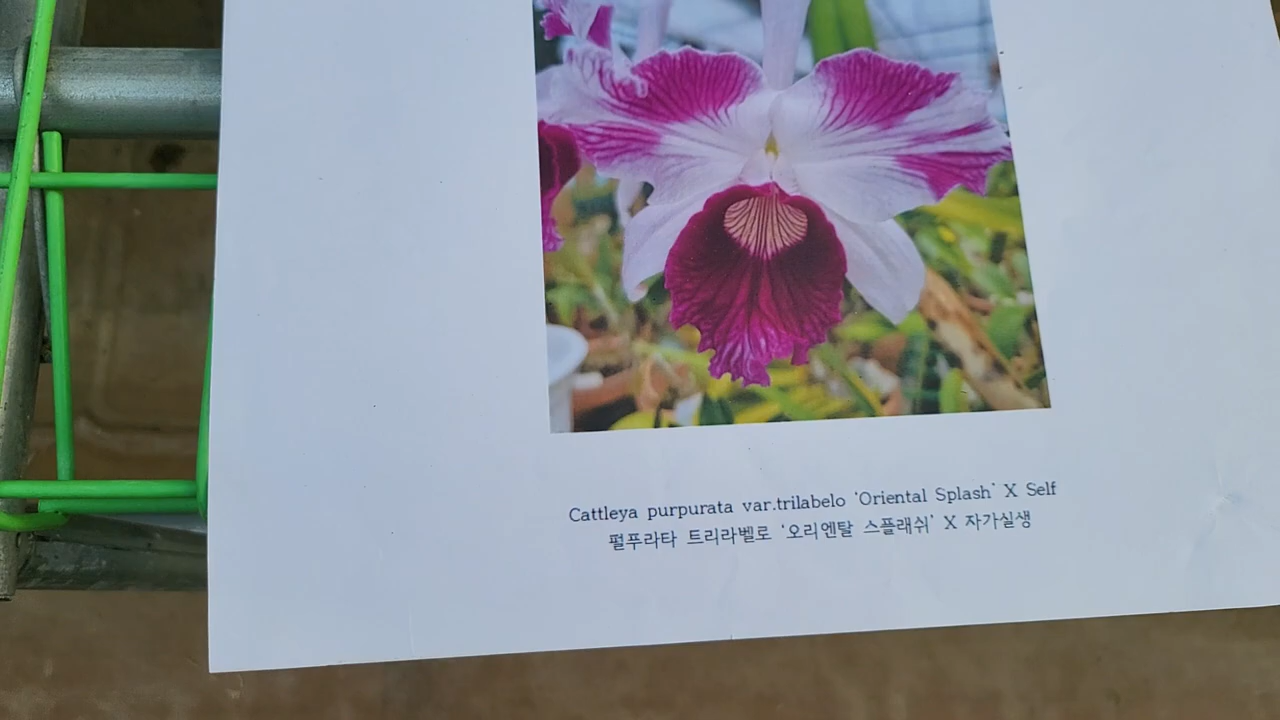 Cattleya purpurata var.trilabelo ‘Oriental Splash’ X Self
펄푸라타 트리라벨로 ‘오리엔탈 스플래쉬’ X 자가실생